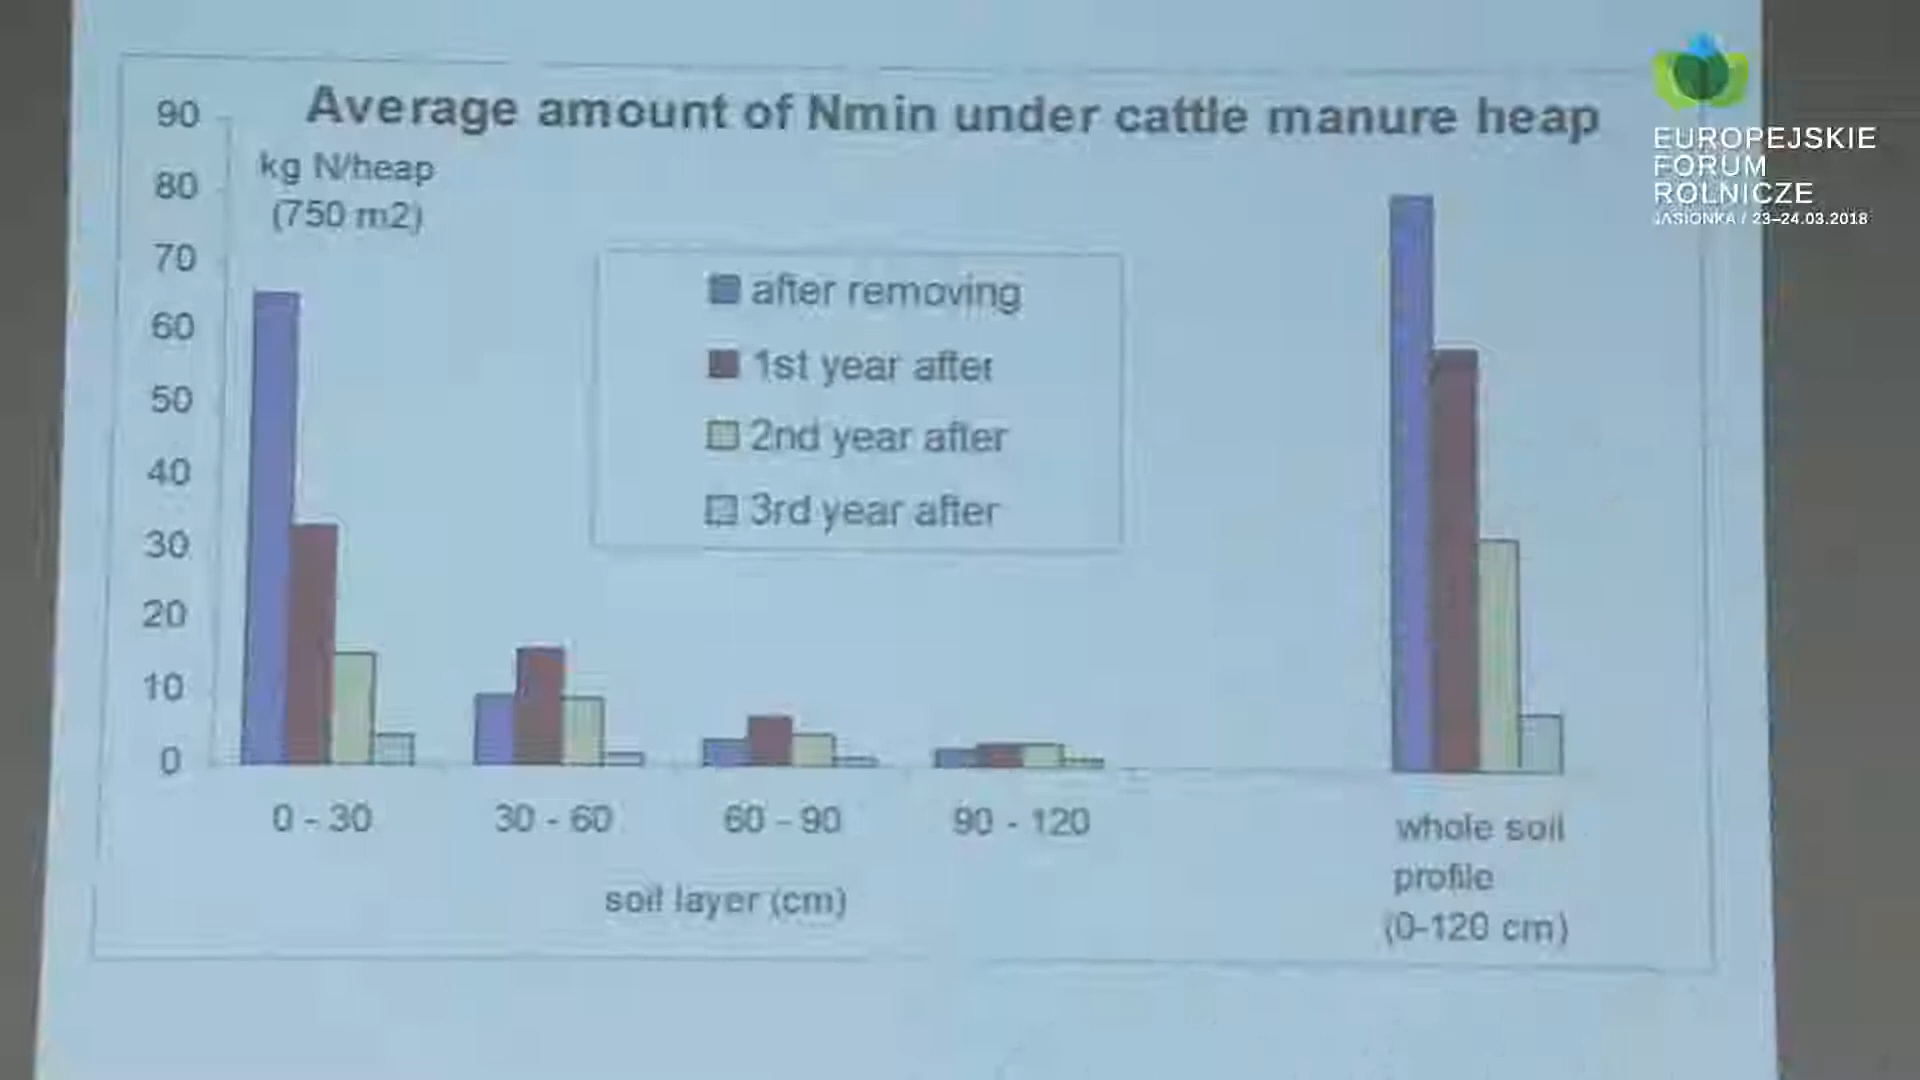 Average amount of Nmin under cattle manure heap
kg N/heap
(750 m2)
90
80
70
60
50
40
30
20
10
0
after removing
1st year after
2nd year after
3rd year after
0 - 30
30 - 60
60 - 90
90 - 120
whole soil
profile
(0-120 cm)
soil layer (cm)
EUROPEJSKIE
FORUM
ROLNICZE
JASIONKA / 23–24.03.2018